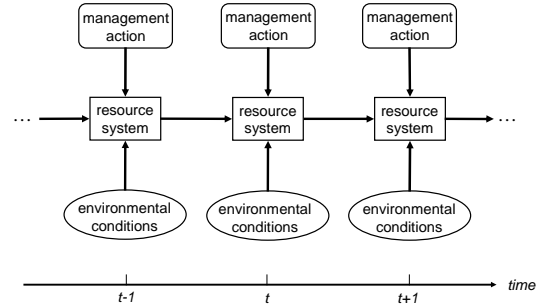 management action
management action
management action
... resource system
resource system
resource system ...
environmental conditions
environmental conditions
environmental conditions
time
t-1
t
t+1